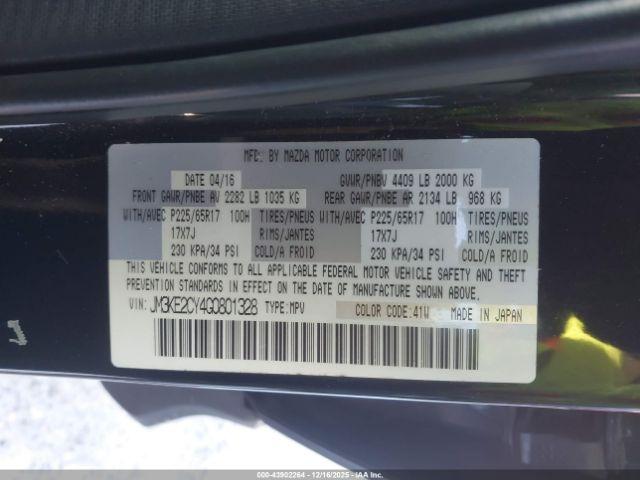 MFD. BY MAZDA MOTOR CORPORATION
DATE 04/16 GVWR/PNBV 4409 LB 2000 KG
FRONT GAWR/PNBE AV 2282 LB 1035 KG REAR GAWR/PNBE AR 2134 LB 968 KG
WITH/AVEC P225/65R17 100H TIRES/PNEUS WITH/AVEC P225/65R17 100H TIRES/PNEUS
17X7J RIMS/JANTES 17X7J RIMS/JANTES
230 KPA/34 PSI COLD/A FROID 230 KPA/34 PSI COLD/A FROID
THIS VEHICLE CONFORMS TO ALL APPLICABLE FEDERAL MOTOR VEHICLE SAFETY AND THEFT
PREVENTION STANDARDS IN EFFECT ON THE DATE OF MANUFACTURE SHOWN ABOVE.
VIN: JM3KE2CY4G0801328 TYPE: MPV COLOR CODE: 41W MADE IN JAPAN
000-43902264 - 12/16/2025 - IAA Inc. All Rights Reserved